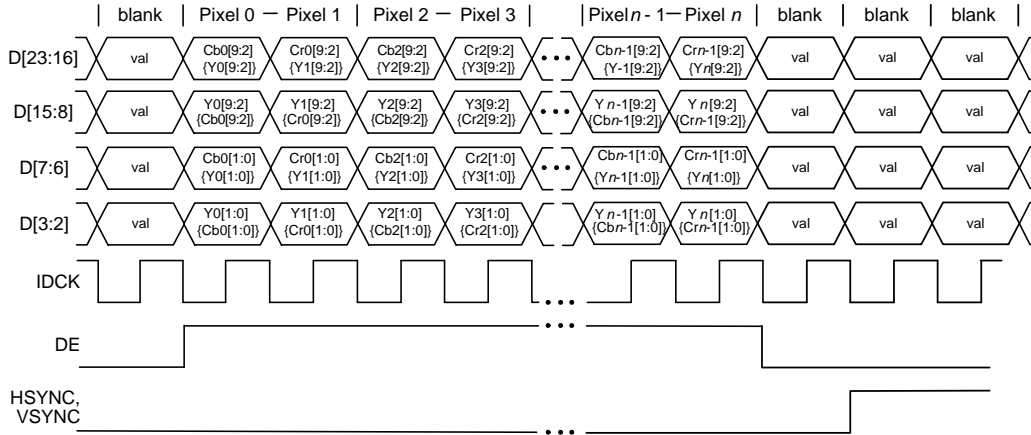 blank Pixel 0 — Pixel 1 Pixel 2 — Pixel 3 Pixel n - 1 — Pixel n blank blank blank
D[23:16] val Cb0[9:2] Cr0[9:2] Cb2[9:2] Cr2[9:2] ••• Cbn-1[9:2] Crn-1[9:2] val val val
{Y0[9:2]} {Y1[9:2]} {Y2[9:2]} {Y3[9:2]} {Y-1[9:2]} {Yn[9:2]}
D[15:8] val Y0[9:2] Y1[9:2] Y2[9:2] Y3[9:2] ••• Y n-1[9:2] Y n[9:2] val val val
{Cb0[9:2]} {Cr0[9:2]} {Cb2[9:2]} {Cr2[9:2]} {Cbn-1[9:2]} {Crn-1[9:2]}
D[7:6] val Cb0[1:0] Cr0[1:0] Cb2[1:0] Cr2[1:0] ••• Cbn-1[1:0] Crn-1[1:0] val val val
{Y0[1:0]} {Y1[1:0]} {Y2[1:0]} {Y3[1:0]} {Yn-1[1:0]} {Yn[1:0]}
D[3:2] val Y0[1:0] Y1[1:0] Y2[1:0] Y3[1:0] Y n-1[1:0] Y n[1:0] val val val
{Cb0[1:0]} {Cr0[1:0]} {Cb2[1:0]} {Cr2[1:0]} {Cbn-1[1:0]} {Crn-1[1:0]}
IDCK •••
DE •••
HSYNC,
VSYNC •••